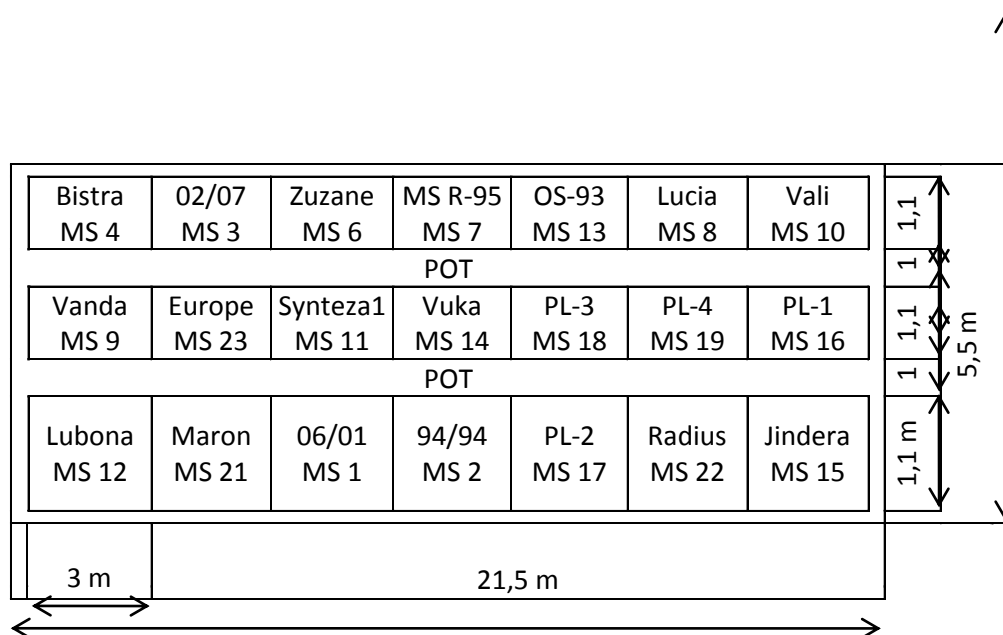 Bistra 02/07 Zuzane MS R-95 OS-93 Lucia Vali
MS 4 MS 3 MS 6 MS 7 MS 13 MS 8 MS 10
1,1
POT
1
Vanda Europe Synteza1 Vuka PL-3 PL-4 PL-1
MS 9 MS 23 MS 11 MS 14 MS 18 MS 19 MS 16
1,1
5,5 m
POT
1
Lubona Maron 06/01 94/94 PL-2 Radius Jindera
MS 12 MS 21 MS 1 MS 2 MS 17 MS 22 MS 15
1,1 m
3 m
21,5 m